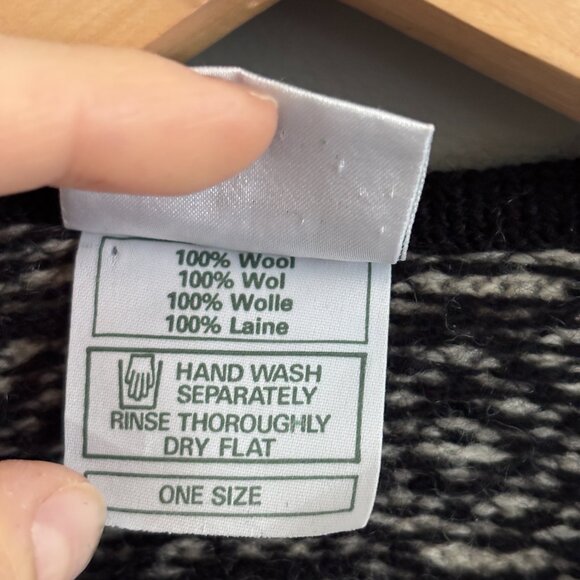 100% Wool
100% Wol
100% Wolle
100% Laine
HAND WASH
SEPARATELY
RINSE THOROUGHLY
DRY FLAT
ONE SIZE